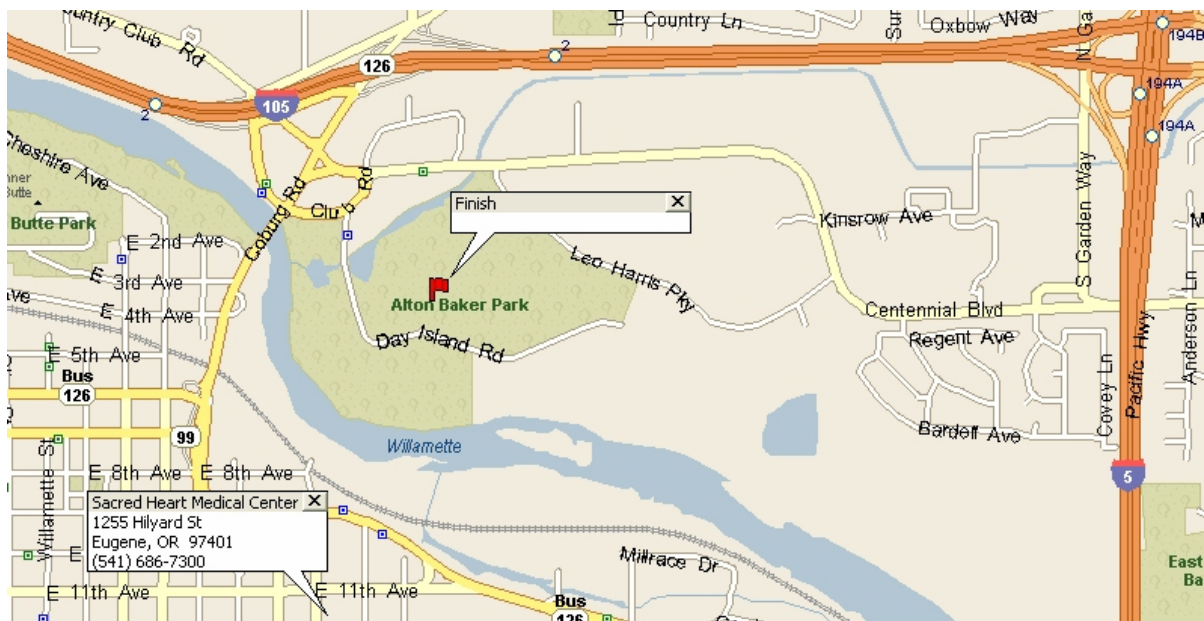 Country Club Rd
Country Ln
Oxbow Way
N Ga
194B
2
126
194A
2
105
194A
Cheshire Ave
Butte
Butte Park
Coburg Rd
Club Rd
Finish
Kinsrow Ave
S Garden Way
E 2nd Ave
E 3rd Ave
E 4th Ave
Leo Harris Pky
Alton Baker Park
Centennial Blvd
Day Island Rd
Regent Ave
Pacific Hwy
Anderson Ln
E 5th Ave
Bus
126
Covey Ln
99
Willamette
Willamette St
E 8th Ave
E 8th Ave
5
Sacred Heart Medical Center
1255 Hilyard St
Eugene, OR 97401
(541) 686-7300
E
Millrace Dr
East
Ba
E 11th Ave
E 11th Ave
Bus
126